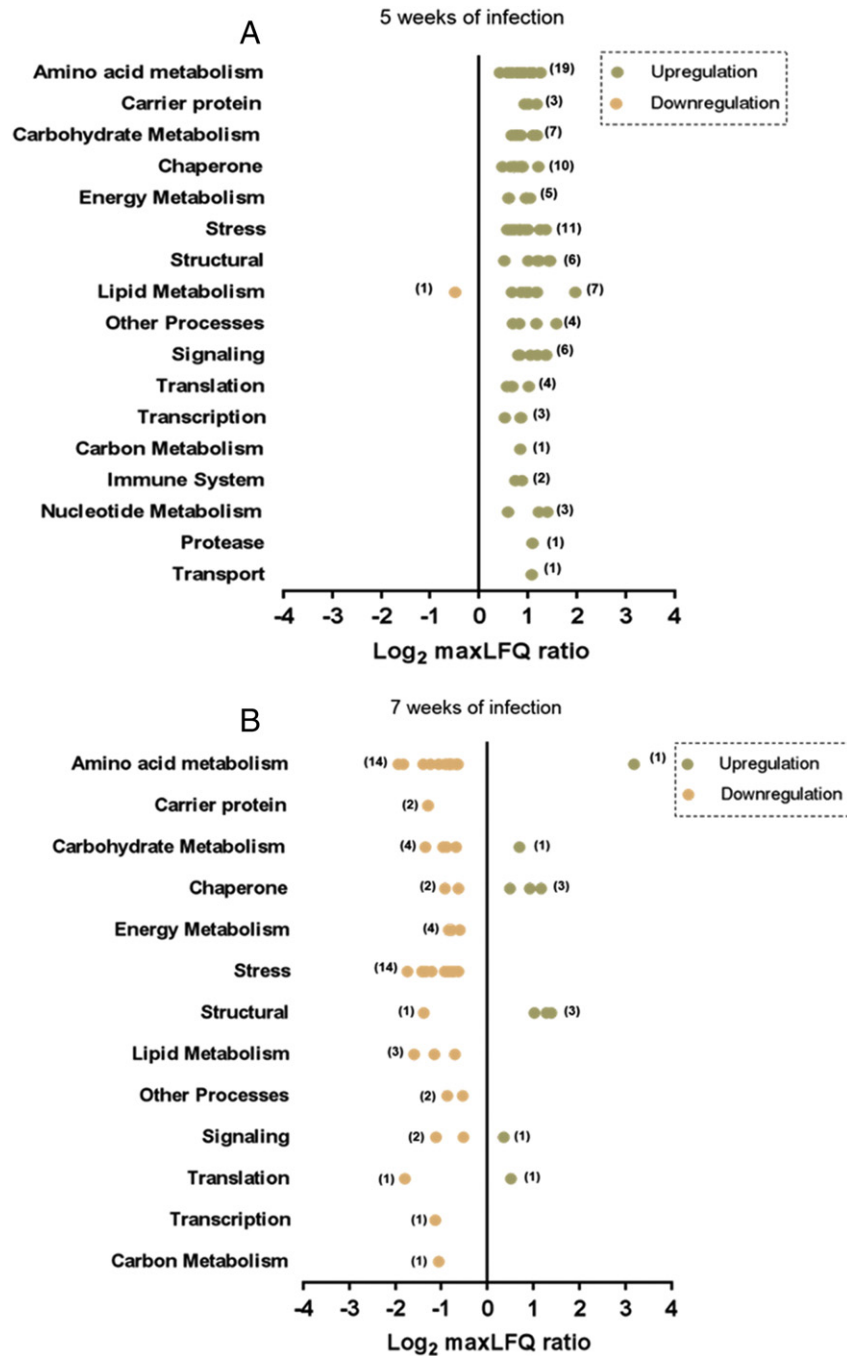 A
5 weeks of infection
Amino acid metabolism (19)
Carrier protein (3)
Carbohydrate Metabolism (7)
Chaperone (10)
Energy Metabolism (5)
Stress (11)
Structural (6)
Lipid Metabolism (1) (7)
Other Processes (4)
Signaling (6)
Translation (4)
Transcription (3)
Carbon Metabolism (1)
Immune System (2)
Nucleotide Metabolism (3)
Protease (1)
Transport (1)
Upregulation
Downregulation
-4 -3 -2 -1 0 1 2 3 4
Log2 maxLFQ ratio
B
7 weeks of infection
Amino acid metabolism (14) (1)
Carrier protein (2)
Carbohydrate Metabolism (4) (1)
Chaperone (2) (3)
Energy Metabolism (4)
Stress (14)
Structural (1) (3)
Lipid Metabolism (3)
Other Processes (2)
Signaling (2) (1)
Translation (1) (1)
Transcription (1)
Carbon Metabolism (1)
Upregulation
Downregulation
-4 -3 -2 -1 0 1 2 3 4
Log2 maxLFQ ratio